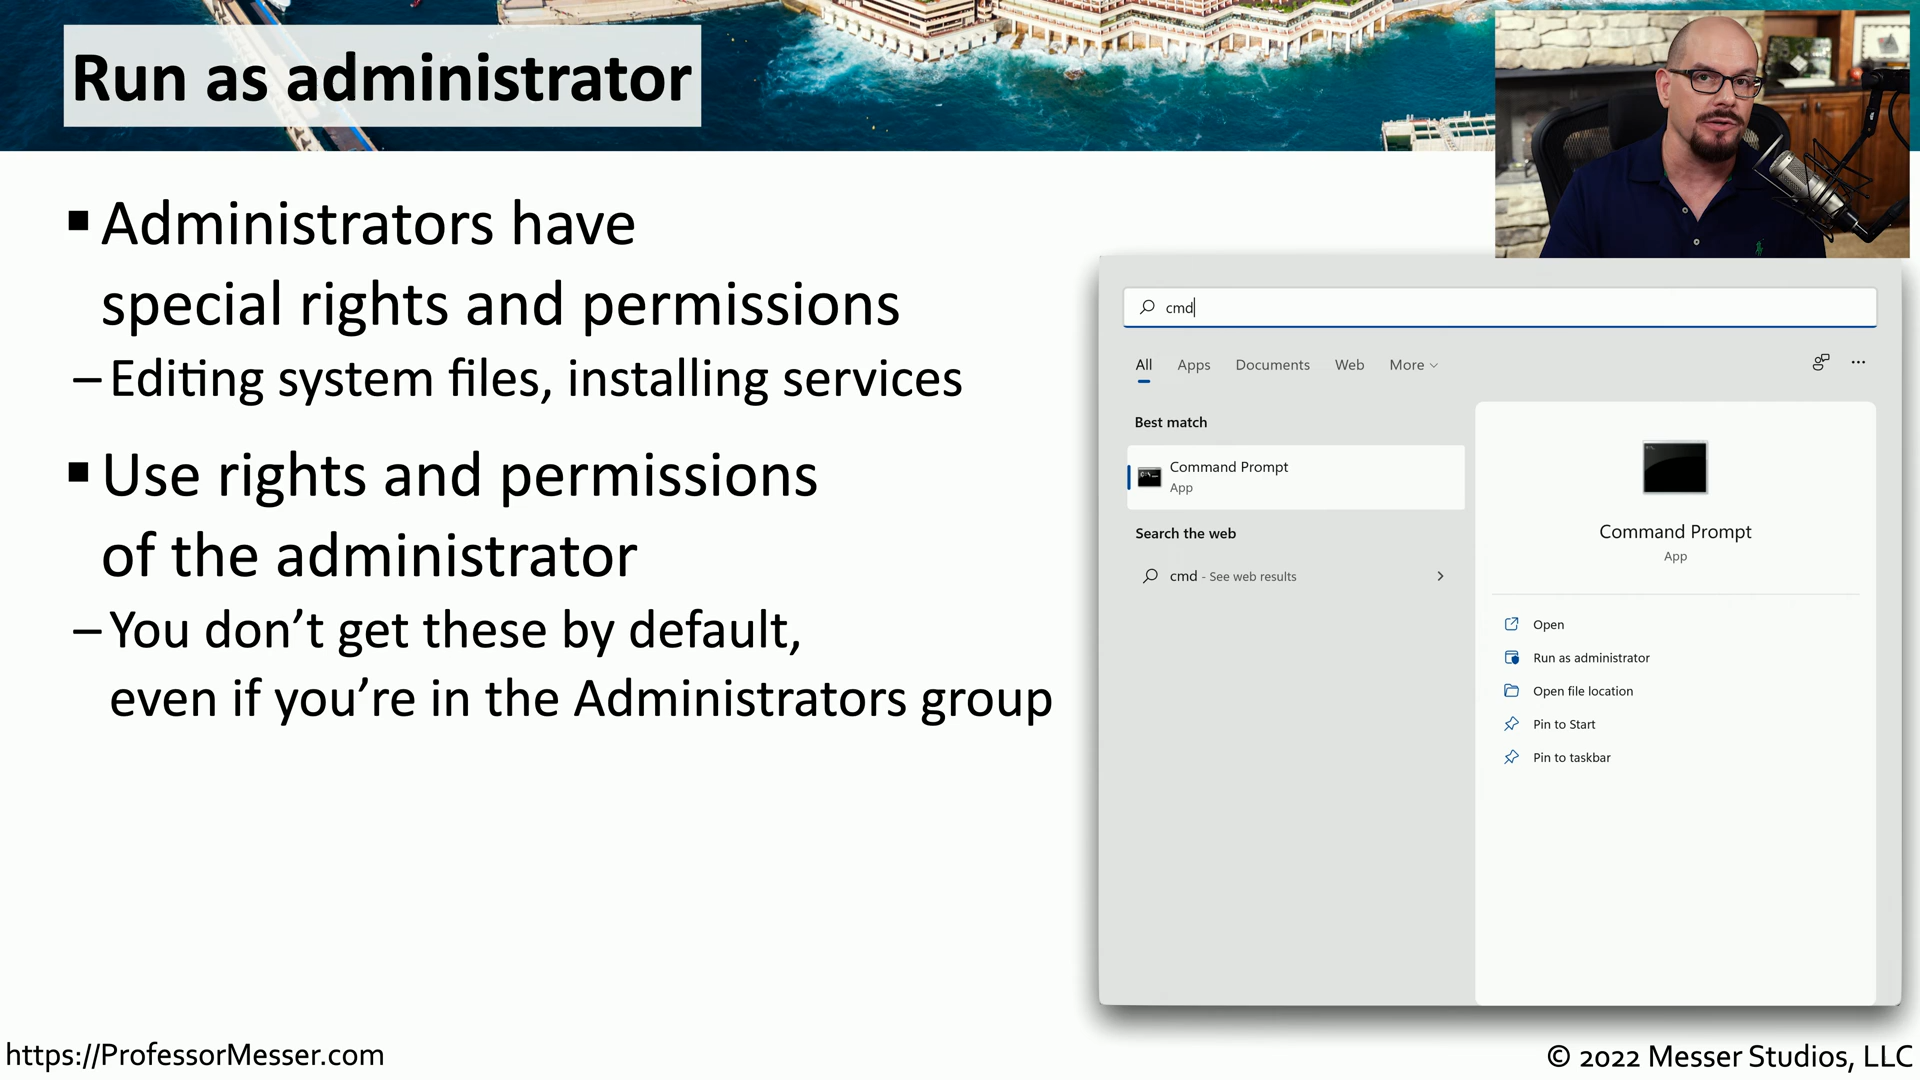 Run as administrator
▪ Administrators have
special rights and permissions
– Editing system files, installing services
▪ Use rights and permissions
of the administrator
– You don’t get these by default,
even if you’re in the Administrators group
cmd
All Apps Documents Web More
Best match
Command Prompt
App
Search the web
cmd - See web results
Command Prompt
App
Open
Run as administrator
Open file location
Pin to Start
Pin to taskbar
https://ProfessorMesser.com
© 2022 Messer Studios, LLC